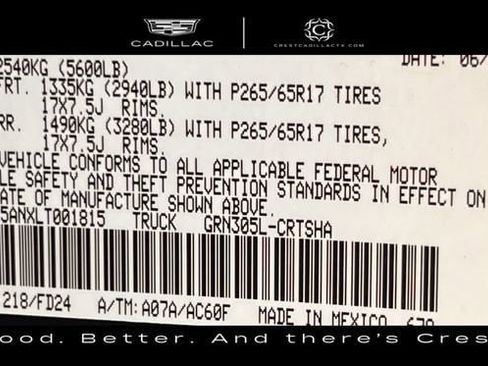 CADILLAC
CRESTCADILLACTX.COM
DATE: 06/
2540KG (5600LB)
FRT. 1335KG (2940LB) WITH P265/65R17 TIRES
17X7.5J RIMS.
RR. 1490KG (3280LB) WITH P265/65R17 TIRES,
17X7.5J RIMS.
VEHICLE CONFORMS TO ALL APPLICABLE FEDERAL MOTOR
LE SAFETY AND THEFT PREVENTION STANDARDS IN EFFECT ON
ATE OF MANUFACTURE SHOWN ABOVE.
5ANXLT001815 TRUCK GRN305L-CRTSHA
218/FD24 A/TM: A07A/AC60F MADE IN MEXICO
ood. Better. And there's Cres